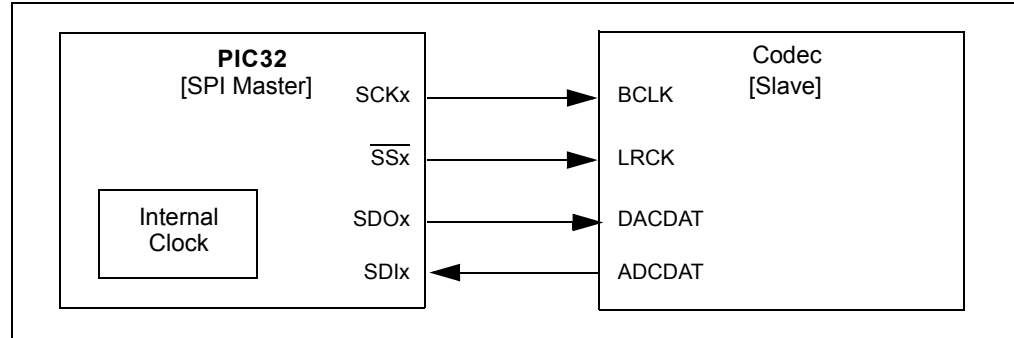 PIC32
[SPI Master]
SCKx
SSx
SDOx
SDIx
Internal
Clock
Codec
[Slave]
BCLK
LRCK
DACDAT
ADCDAT